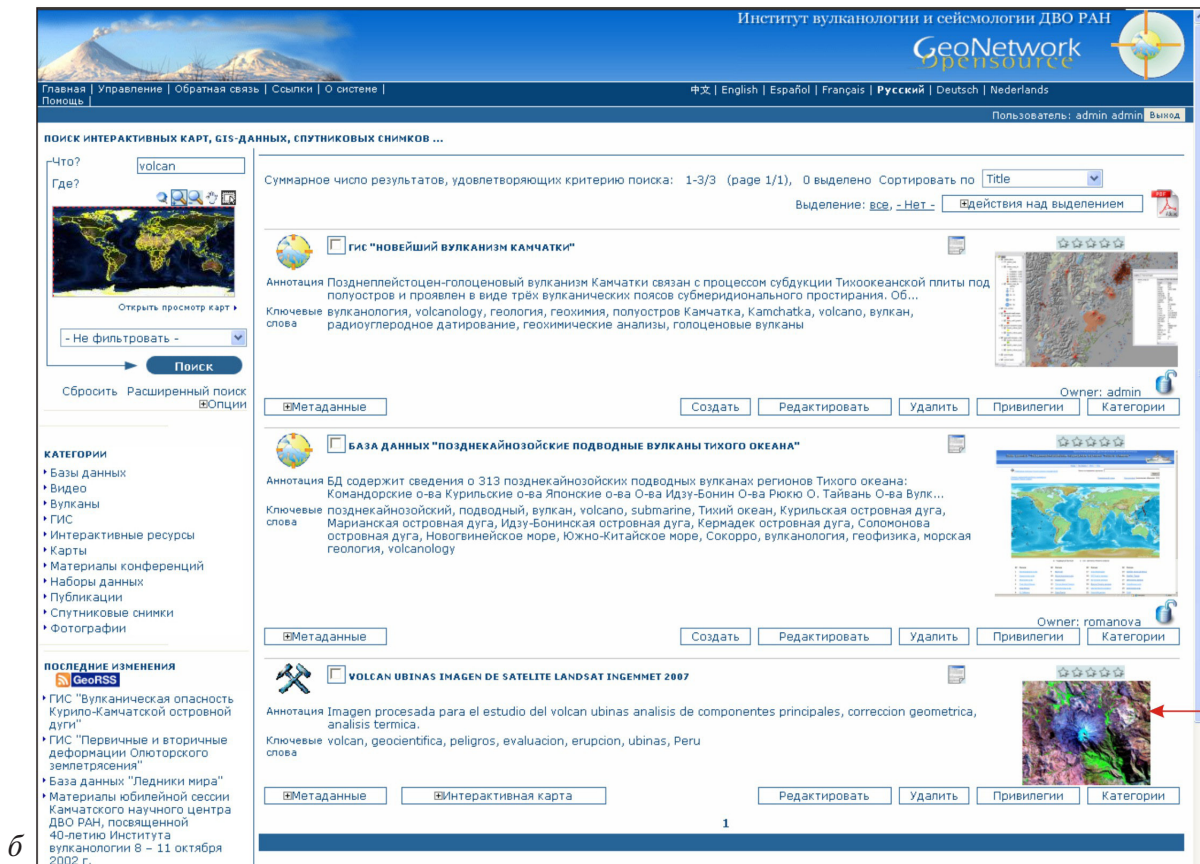 Институт вулканологии и сейсмологии ДВО РАН
GeoNetwork
Opensource
Главная | Управление | Обратная связь | Ссылки | О системе |
Помощь |
中文 | English | Español | Français | Русский | Deutsch | Nederlands
Пользователь: admin admin Выход
ПОИСК ИНТЕРАКТИВНЫХ КАРТ, GIS-ДАННЫХ, СПУТНИКОВЫХ СНИМКОВ ...
Что? volcan
Где?
Открыть просмотр карт
- Не фильтровать -
Поиск
Сбросить Расширенный поиск
Опции
КАТЕГОРИИ
Базы данных
Видео
Вулканы
ГИС
Интерактивные ресурсы
Карты
Материалы конференций
Наборы данных
Публикации
Спутниковые снимки
Фотографии
ПОСЛЕДНИЕ ИЗМЕНЕНИЯ
GeoRSS
ГИС "Вулканическая опасность
Курило-Камчатской островной
дуги"
ГИС "Первичные и вторичные
деформации Олюторского
землетрясения"
База данных "Ледники мира"
Материалы юбилейной сессии
Камчатского научного центра
ДВО РАН, посвященной
40-летию Института
вулканологии 8 – 11 октября
2002 г.
Суммарное число результатов, удовлетворяющих критерию поиска: 1-3/3 (page 1/1), 0 выделено Сортировать по Title
Выделение: все, - Нет - действия над выделением
ГИС "НОВЕЙШИЙ ВУЛКАНИЗМ КАМЧАТКИ"
Аннотация Позднеплейстоцен-голоценовый вулканизм Камчатки связан с процессом субдукции Тихоокеанской плиты под
полуостров и проявлен в виде трёх вулканических поясов субмеридионального простирания. Об...
Ключевые вулканология, volcanology, геология, геохимия, полуостров Камчатка, Kamchatka, volcano, вулкан,
слова радиоуглеродное датирование, геохимические анализы, голоценовые вулканы
Owner: admin
Метаданные Создать Редактировать Удалить Привилегии Категории
БАЗА ДАННЫХ "ПОЗДНЕКАЙНОЗОЙСКИЕ ПОДВОДНЫЕ ВУЛКАНЫ ТИХОГО ОКЕАНА"
Аннотация БД содержит сведения о 313 позднекайнозойских подводных вулканах регионов Тихого океана:
Командорские о-ва Курильские о-ва Японские о-ва О-ва Идзу-Бонин О-ва Рюкю О. Тайвань О-ва Вулк...
Ключевые позднекайнозойский, подводный, вулкан, volcano, submarine, Тихий океан, Курильская островная дуга,
слова Марианская островная дуга, Идзу-Бонинская островная дуга, Кермадек островная дуга, Соломонова
островная дуга, Новогвинейское море, Южно-Китайское море, Сокорро, вулканология, геофизика, морская
геология, volcanology
Owner: romanova
Метаданные Создать Редактировать Удалить Привилегии Категории
VOLCAN UBINAS IMAGEN DE SATELITE LANDSAT INGEMMET 2007
Аннотация Imagen procesada para el estudio del volcan ubinas analisis de componentes principales, correccion geometrica,
analisis termica.
Ключевые volcan, geocientifica, peligros, evaluacion, erupcion, ubinas, Peru
слова
Метаданные Интерактивная карта Редактировать Удалить Привилегии Категории
1
б